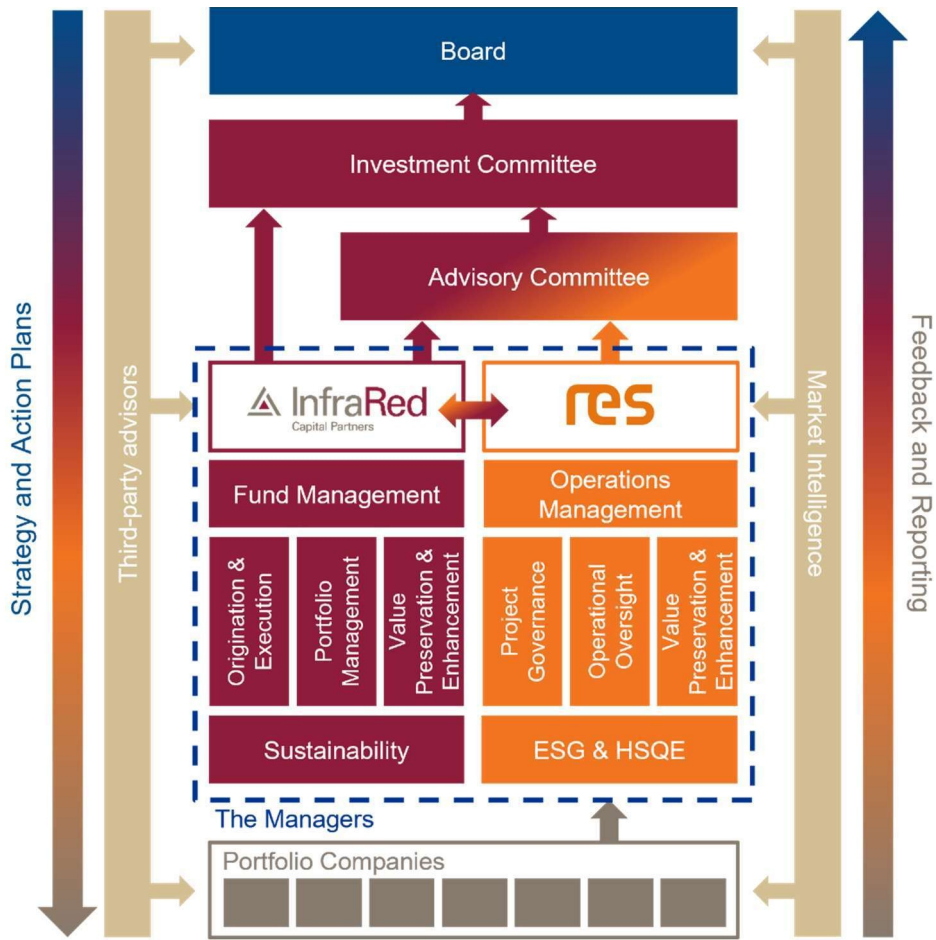 Board
Investment Committee
Advisory Committee
InfraRed
Capital Partners
res
Fund Management
Operations
Management
Origination &
Execution
Portfolio
Management
Value
Preservation &
Enhancement
Project
Governance
Operational
Oversight
Value
Preservation &
Enhancement
Sustainability
ESG & HSQE
The Managers
Portfolio Companies
Strategy and Action Plans
Third-party advisors
Market Intelligence
Feedback and Reporting